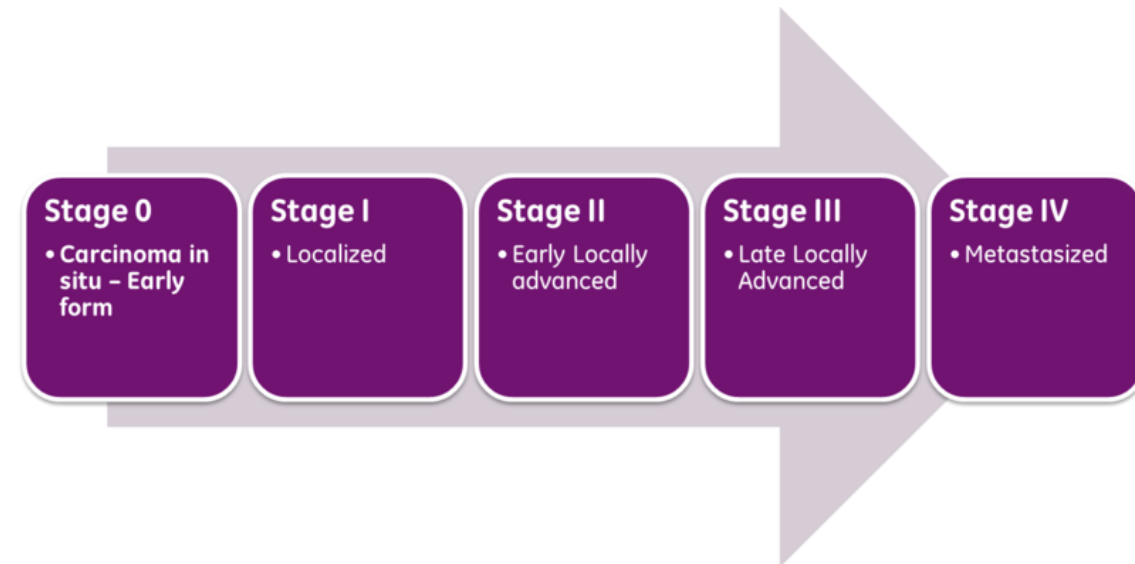 Stage 0
• Carcinoma in
situ – Early
form
Stage I
• Localized
Stage II
• Early Locally
advanced
Stage III
• Late Locally
Advanced
Stage IV
• Metastasized